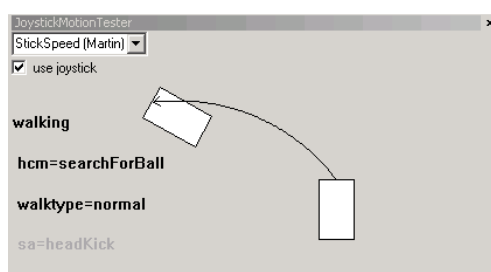 JoystickMotionTester
StickSpeed (Martin)
use joystick
walking
hcm=searchForBall
walktype=normal
sa=headKick